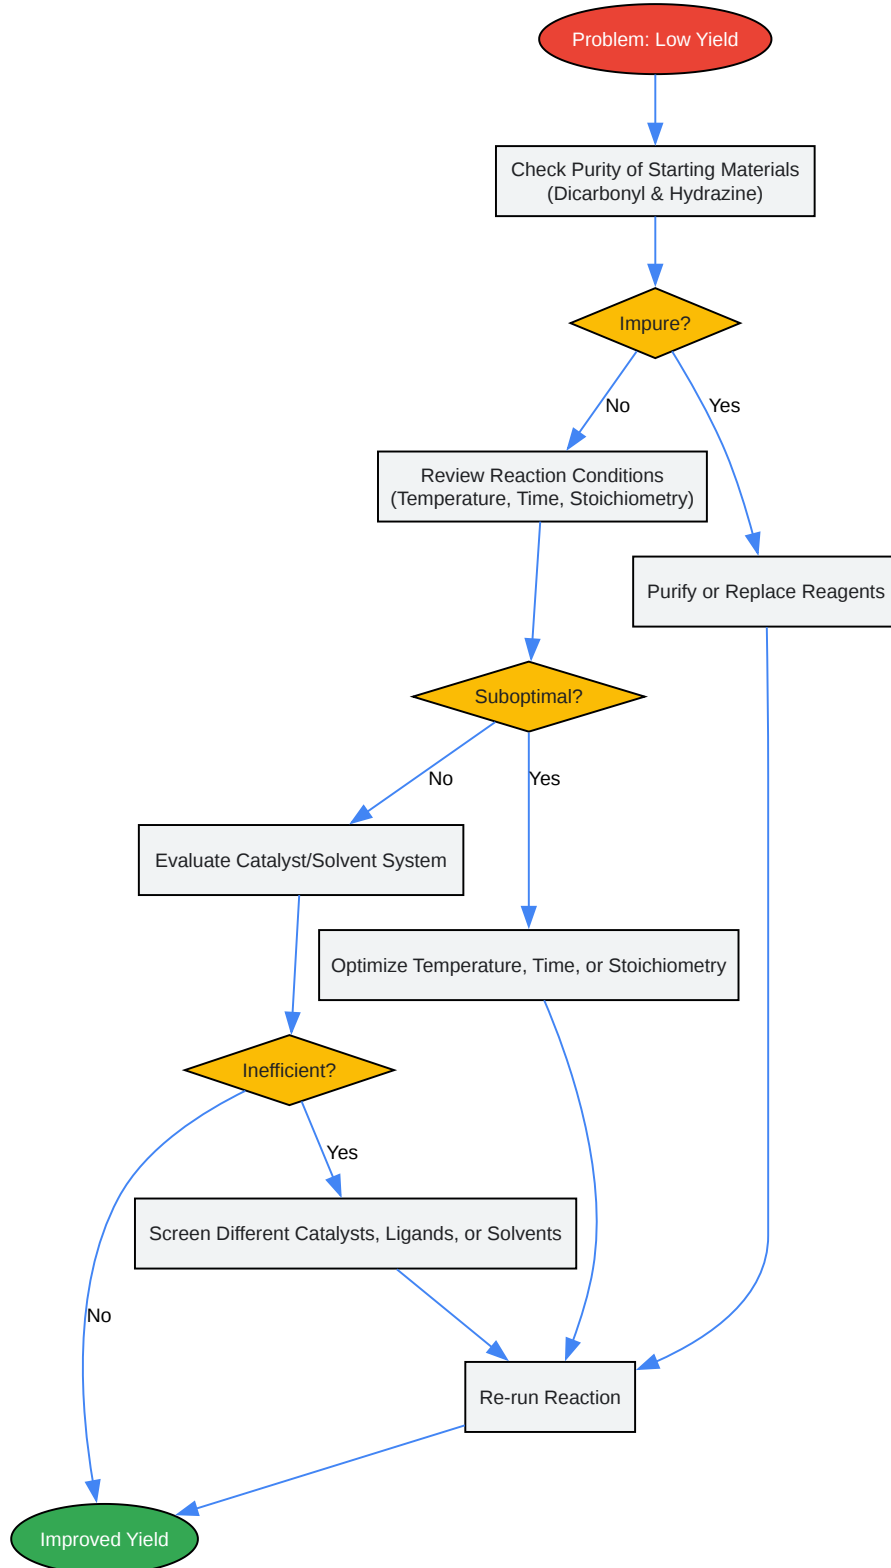 Problem: Low Yield
Check Purity of Starting Materials
(Dicarbonyl & Hydrazine)
Impure?
No
Yes
Review Reaction Conditions
(Temperature, Time, Stoichiometry)
Purify or Replace Reagents
Suboptimal?
No
Yes
Evaluate Catalyst/Solvent System
Optimize Temperature, Time, or Stoichiometry
Inefficient?
Yes
Screen Different Catalysts, Ligands, or Solvents
No
Re-run Reaction
Improved Yield